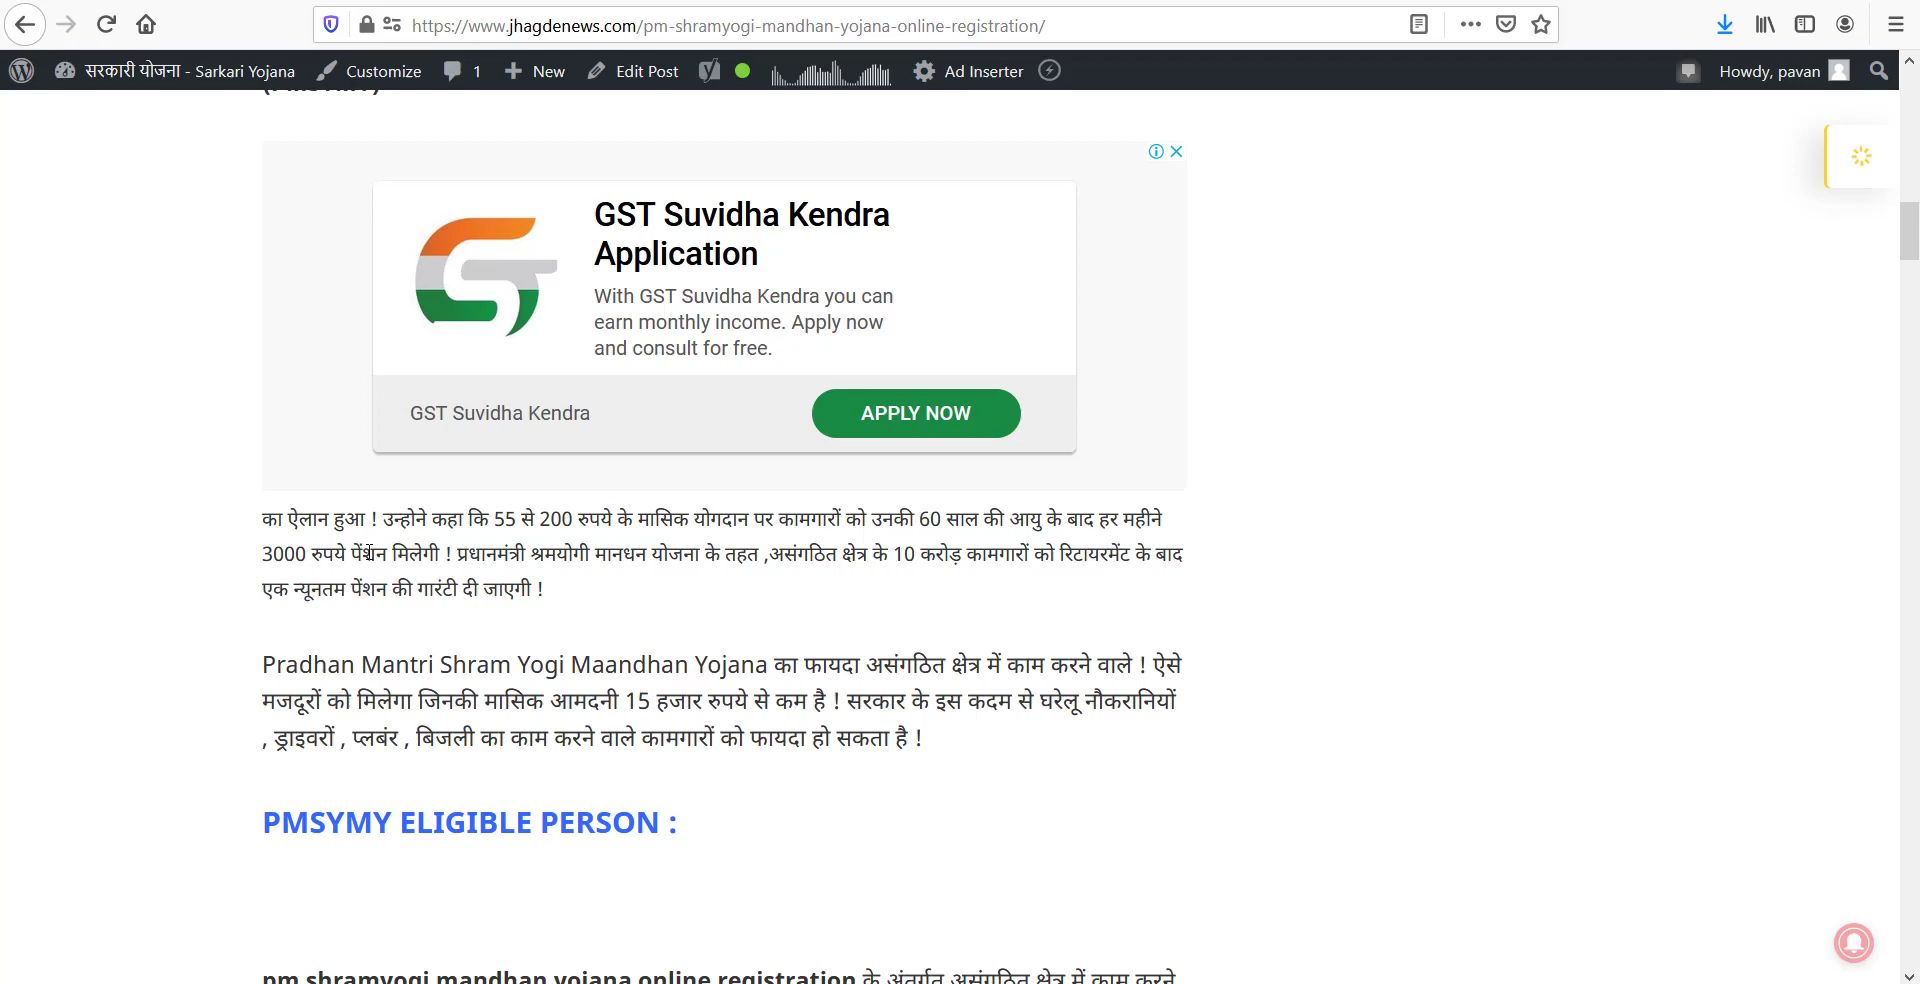 https://www.jhagdenews.com/pm-shramyogi-mandhan-yojana-online-registration/
सरकारी योजना - Sarkari Yojana Customize 1 New Edit Post Ad Inserter Howdy, pavan
GST Suvidha Kendra
Application
With GST Suvidha Kendra you can
earn monthly income. Apply now
and consult for free.
GST Suvidha Kendra APPLY NOW
का ऐलान हुआ ! उन्होने कहा कि 55 से 200 रुपये के मासिक योगदान पर कामगारों को उनकी 60 साल की आयु के बाद हर महीने
3000 रुपये पेंशन मिलेगी ! प्रधानमंत्री श्रमयोगी मानधन योजना के तहत ,असंगठित क्षेत्र के 10 करोड़ कामगारों को रिटायरमेंट के बाद
एक न्यूनतम पेंशन की गारंटी दी जाएगी !
Pradhan Mantri Shram Yogi Maandhan Yojana का फायदा असंगठित क्षेत्र में काम करने वाले ! ऐसे
मजदूरों को मिलेगा जिनकी मासिक आमदनी 15 हजार रुपये से कम है ! सरकार के इस कदम से घरेलू नौकरानियों
, ड्राइवरों , प्लबंर , बिजली का काम करने वाले कामगारों को फायदा हो सकता है !
PMSYMY ELIGIBLE PERSON :
pm shramyogi mandhan yojana online registration के अंतर्गत असंगठित क्षेत्र में काम करने